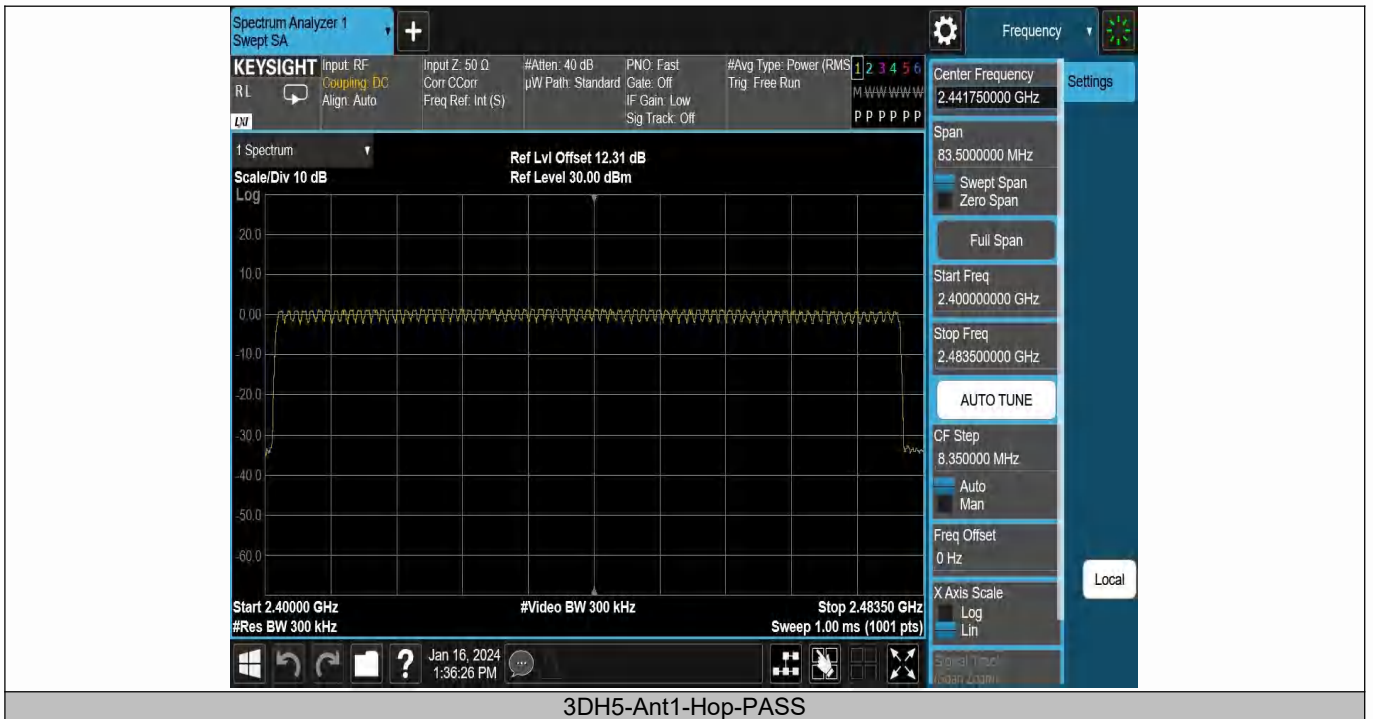 Spectrum Analyzer 1
Swept SA
+
Frequency
KEYSIGHT
RL
LXI
Input: RF
Coupling: DC
Align: Auto
Input Z: 50 Ω
Corr CCorr
Freq Ref: Int (S)
#Atten: 40 dB
µW Path: Standard
PNO: Fast
Gate: Off
IF Gain: Low
Sig Track: Off
#Avg Type: Power (RMS
Trig: Free Run
1 2 3 4 5 6
M W W W W W
P P P P P P
Center Frequency
2.441750000 GHz
Settings
Span
83.5000000 MHz
Swept Span
Zero Span
Full Span
Start Freq
2.400000000 GHz
Stop Freq
2.483500000 GHz
AUTO TUNE
CF Step
8.350000 MHz
Auto
Man
Freq Offset
0 Hz
X Axis Scale
Log
Lin
Signal Track
(Span Zoom)
Local
1 Spectrum
Scale/Div 10 dB
Ref Lvl Offset 12.31 dB
Ref Level 30.00 dBm
Log
20.0
10.0
0.00
-10.0
-20.0
-30.0
-40.0
-50.0
-60.0
Start 2.40000 GHz
#Video BW 300 kHz
Stop 2.48350 GHz
#Res BW 300 kHz
Sweep 1.00 ms (1001 pts)
?
Jan 16, 2024
1:36:26 PM
3DH5-Ant1-Hop-PASS